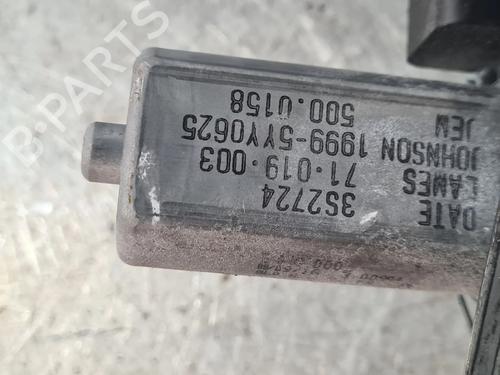 DATE 3S2724
LAMES 71·019·003
JOHNSON 1999-5YY0625
JEM 500.0158
B-PARTS